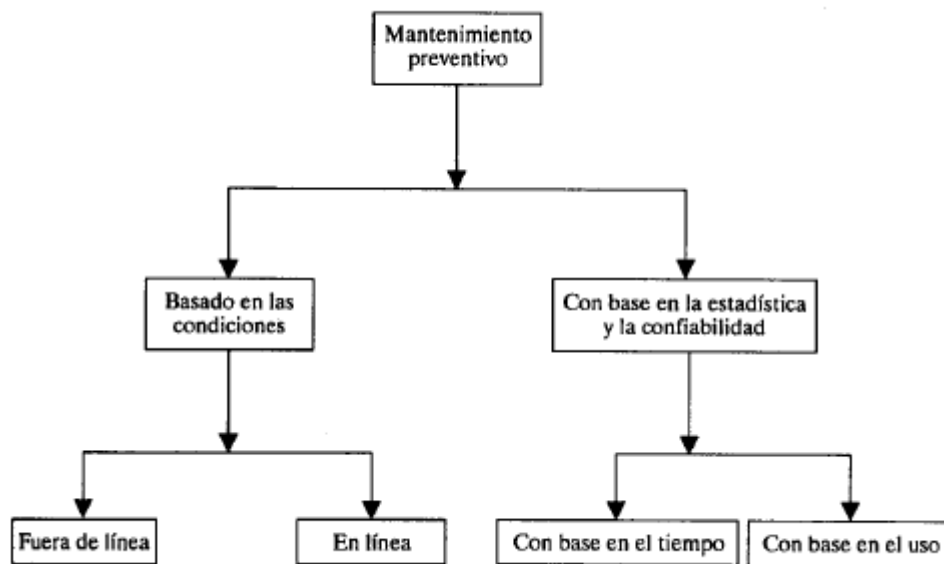 Mantenimiento
preventivo
Basado en las
condiciones
Con base en la estadística
y la confiabilidad
Fuera de línea
En línea
Con base en el tiempo
Con base en el uso